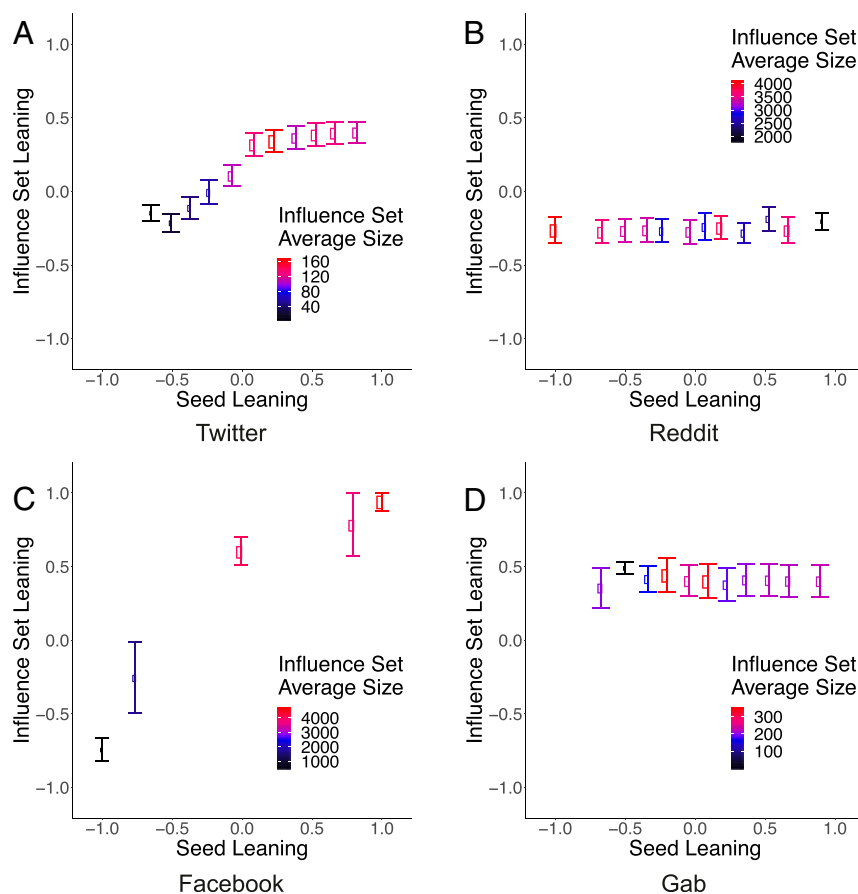 A
Influence Set Leaning
1.0
0.5
0.0
−0.5
−1.0
Influence Set
Average Size
160
120
80
40
−1.0 −0.5 0.0 0.5 1.0
Seed Leaning
Twitter
B
Influence Set Leaning
1.0
0.5
0.0
−0.5
−1.0
Influence Set
Average Size
4000
3500
3000
2500
2000
−1.0 −0.5 0.0 0.5 1.0
Seed Leaning
Reddit
C
Influence Set Leaning
1.0
0.5
0.0
−0.5
−1.0
Influence Set
Average Size
4000
3000
2000
1000
−1.0 −0.5 0.0 0.5 1.0
Seed Leaning
Facebook
D
Influence Set Leaning
1.0
0.5
0.0
−0.5
−1.0
Influence Set
Average Size
300
200
100
−1.0 −0.5 0.0 0.5 1.0
Seed Leaning
Gab